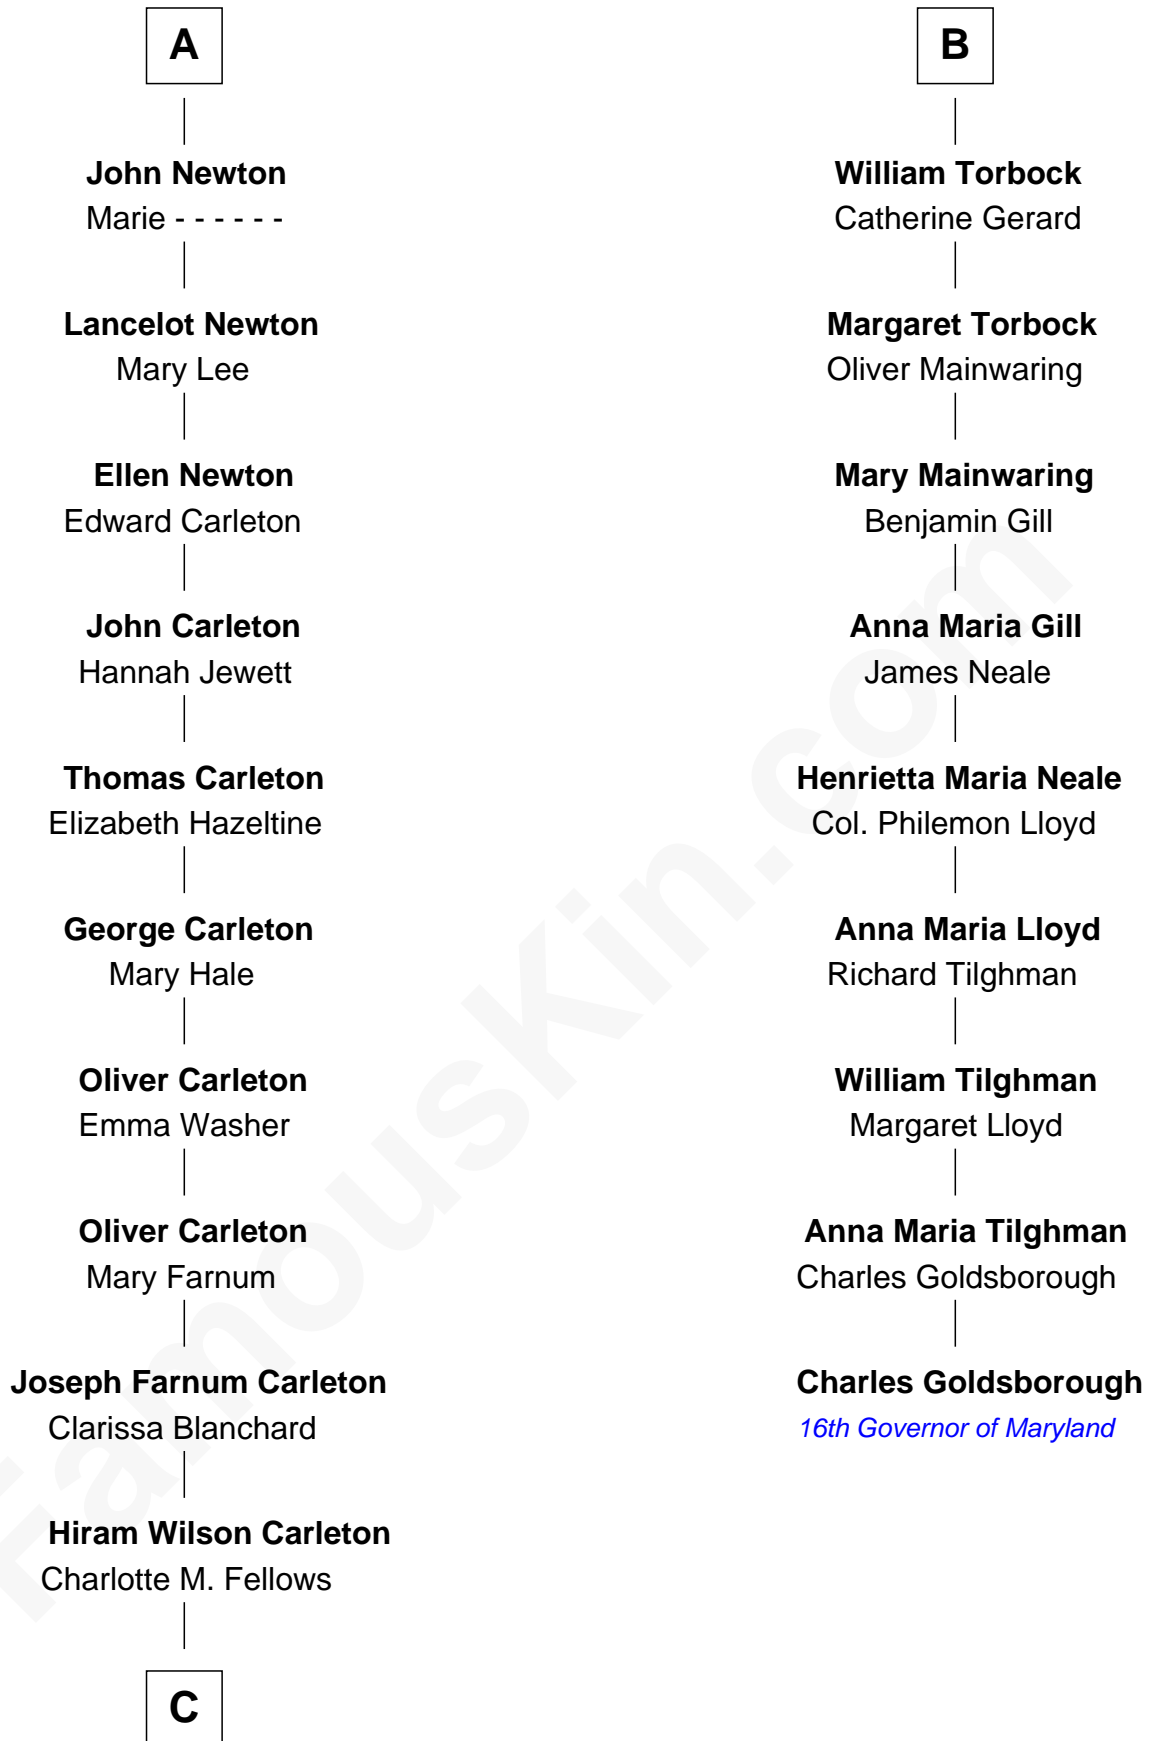 A
John Newton
Marie - - - - - -
Lancelot Newton
Mary Lee
Ellen Newton
Edward Carleton
John Carleton
Hannah Jewett
Thomas Carleton
Elizabeth Hazeltine
George Carleton
Mary Hale
Oliver Carleton
Emma Washer
Oliver Carleton
Mary Farnum
Joseph Farnum Carleton
Clarissa Blanchard
Hiram Wilson Carleton
Charlotte M. Fellows
C
B
William Torbock
Catherine Gerard
Margaret Torbock
Oliver Mainwaring
Mary Mainwaring
Benjamin Gill
Anna Maria Gill
James Neale
Henrietta Maria Neale
Col. Philemon Lloyd
Anna Maria Lloyd
Richard Tilghman
William Tilghman
Margaret Lloyd
Anna Maria Tilghman
Charles Goldsborough
Charles Goldsborough
16th Governor of Maryland
FamousKin.com